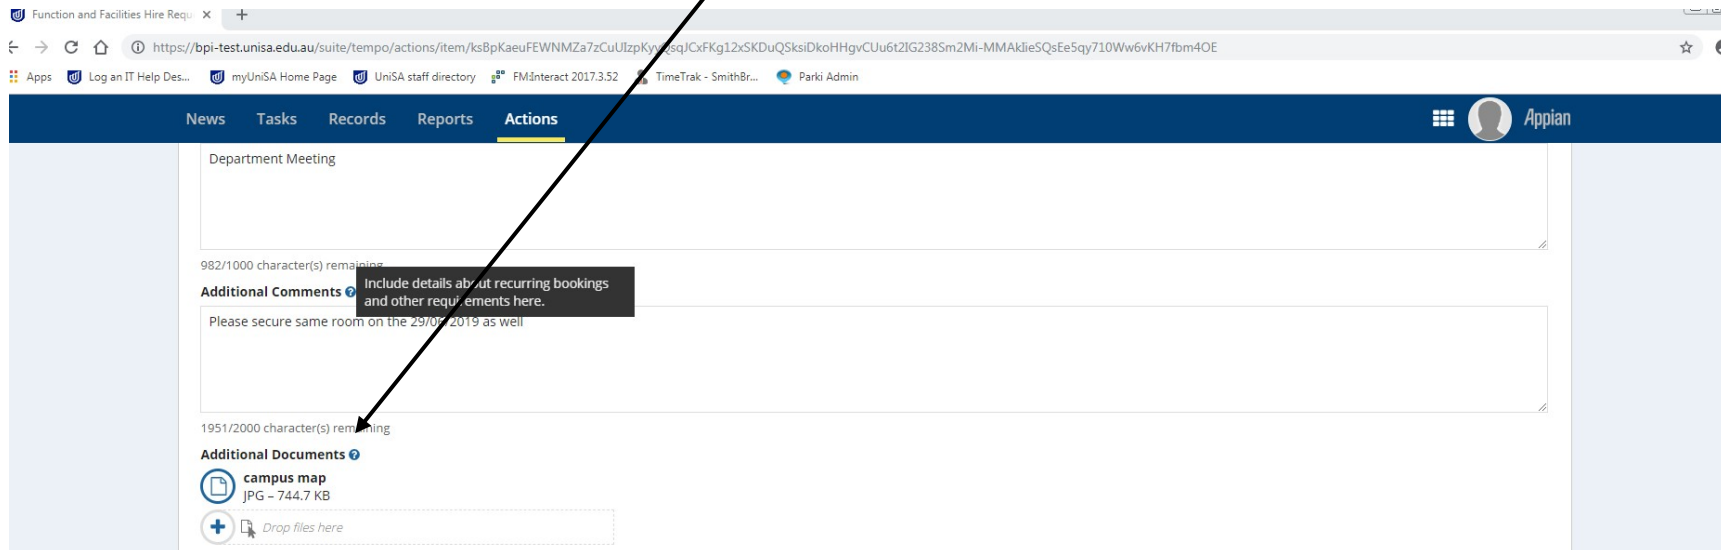 Function and Facilities Hire Requ
https://bpi-test.unisa.edu.au/suite/tempo/actions/item/
Apps Log an IT Help Des... myUniSA Home Page UniSA staff directory FM:Interact 2017.3.52 TimeTrak - SmithBr... Parki Admin
News Tasks Records Reports Actions Appian
Department Meeting
982/1000 character(s) remaining
Include details about recurring bookings
and other requirements here.
Additional Comments
Please secure same room on the 29/06/2019 as well
1951/2000 character(s) remaining
Additional Documents
campus map
JPG – 744.7 KB
Drop files here